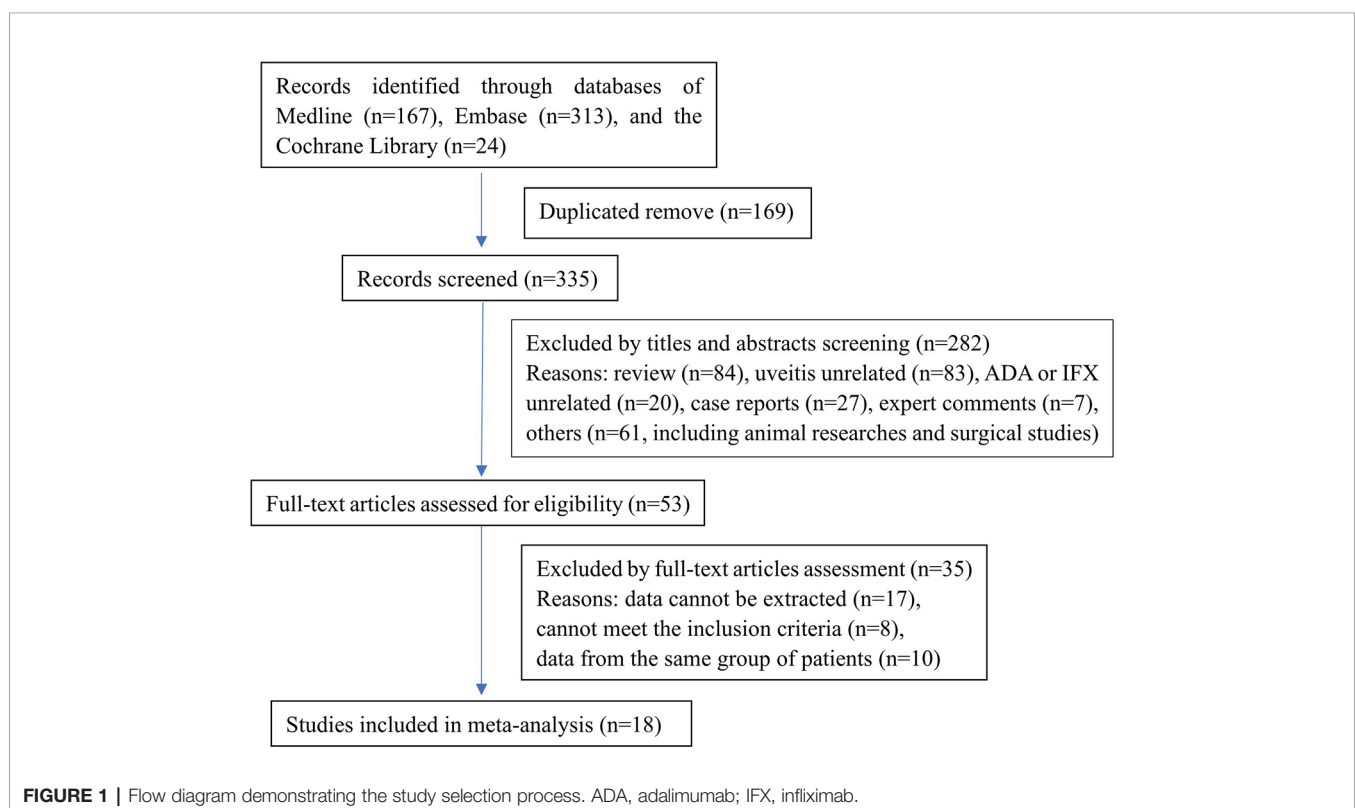 Records identified through databases of
Medline (n=167), Embase (n=313), and the
Cochrane Library (n=24)
Duplicated remove (n=169)
Records screened (n=335)
Excluded by titles and abstracts screening (n=282)
Reasons: review (n=84), uveitis unrelated (n=83), ADA or IFX
unrelated (n=20), case reports (n=27), expert comments (n=7),
others (n=61, including animal researches and surgical studies)
Full-text articles assessed for eligibility (n=53)
Excluded by full-text articles assessment (n=35)
Reasons: data cannot be extracted (n=17),
cannot meet the inclusion criteria (n=8),
data from the same group of patients (n=10)
Studies included in meta-analysis (n=18)
FIGURE 1 | Flow diagram demonstrating the study selection process. ADA, adalimumab; IFX, infliximab.